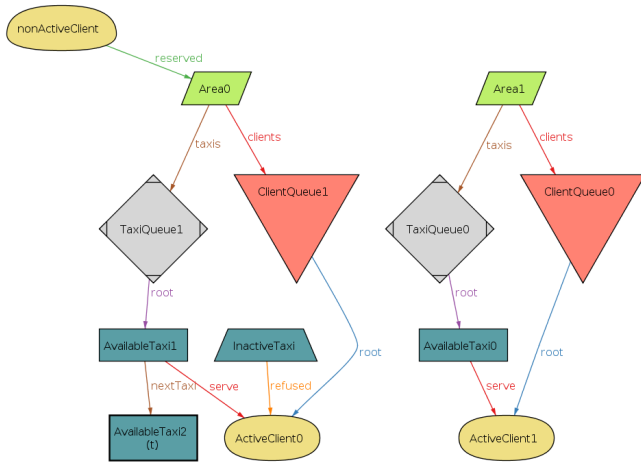 nonActiveClient
reserved
Area0
Area1
taxis
clients
taxis
clients
ClientQueue1
ClientQueue0
TaxiQueue1
TaxiQueue0
root
root
AvailableTaxi1
InactiveTaxi
root
AvailableTaxi0
root
nextTaxi
serve
refused
serve
AvailableTaxi2
(t)
ActiveClient0
ActiveClient1